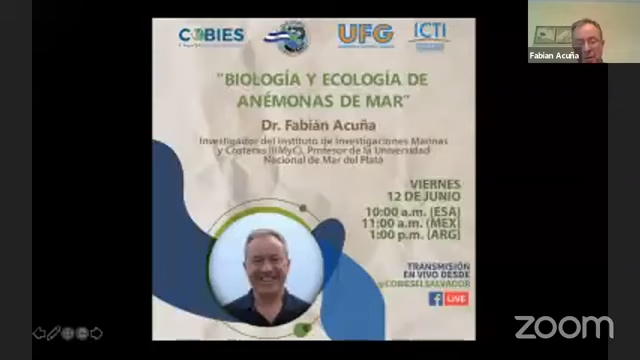 COBIES
UFG
ICTI
Fabian Acuña
"BIOLOGÍA Y ECOLOGÍA DE
ANÉMONAS DE MAR"
Dr. Fabián Acuña
Investigador del Instituto de Investigaciones Marinas
y Costeras (IIMyC), Profesor de la Universidad
Nacional de Mar del Plata
VIERNES
12 DE JUNIO
10:00 a.m. (ESA)
11:00 a.m. (MEX)
1:00 p.m. (ARG)
TRANSMISIÓN
EN VIVO DESDE
@COBIESELSALVADOR
f LIVE
zoom